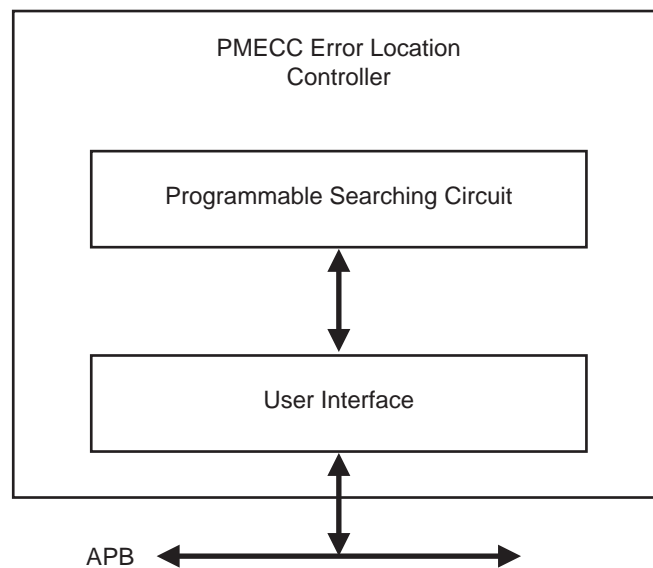 PMECC Error Location
Controller
Programmable Searching Circuit
User Interface
APB